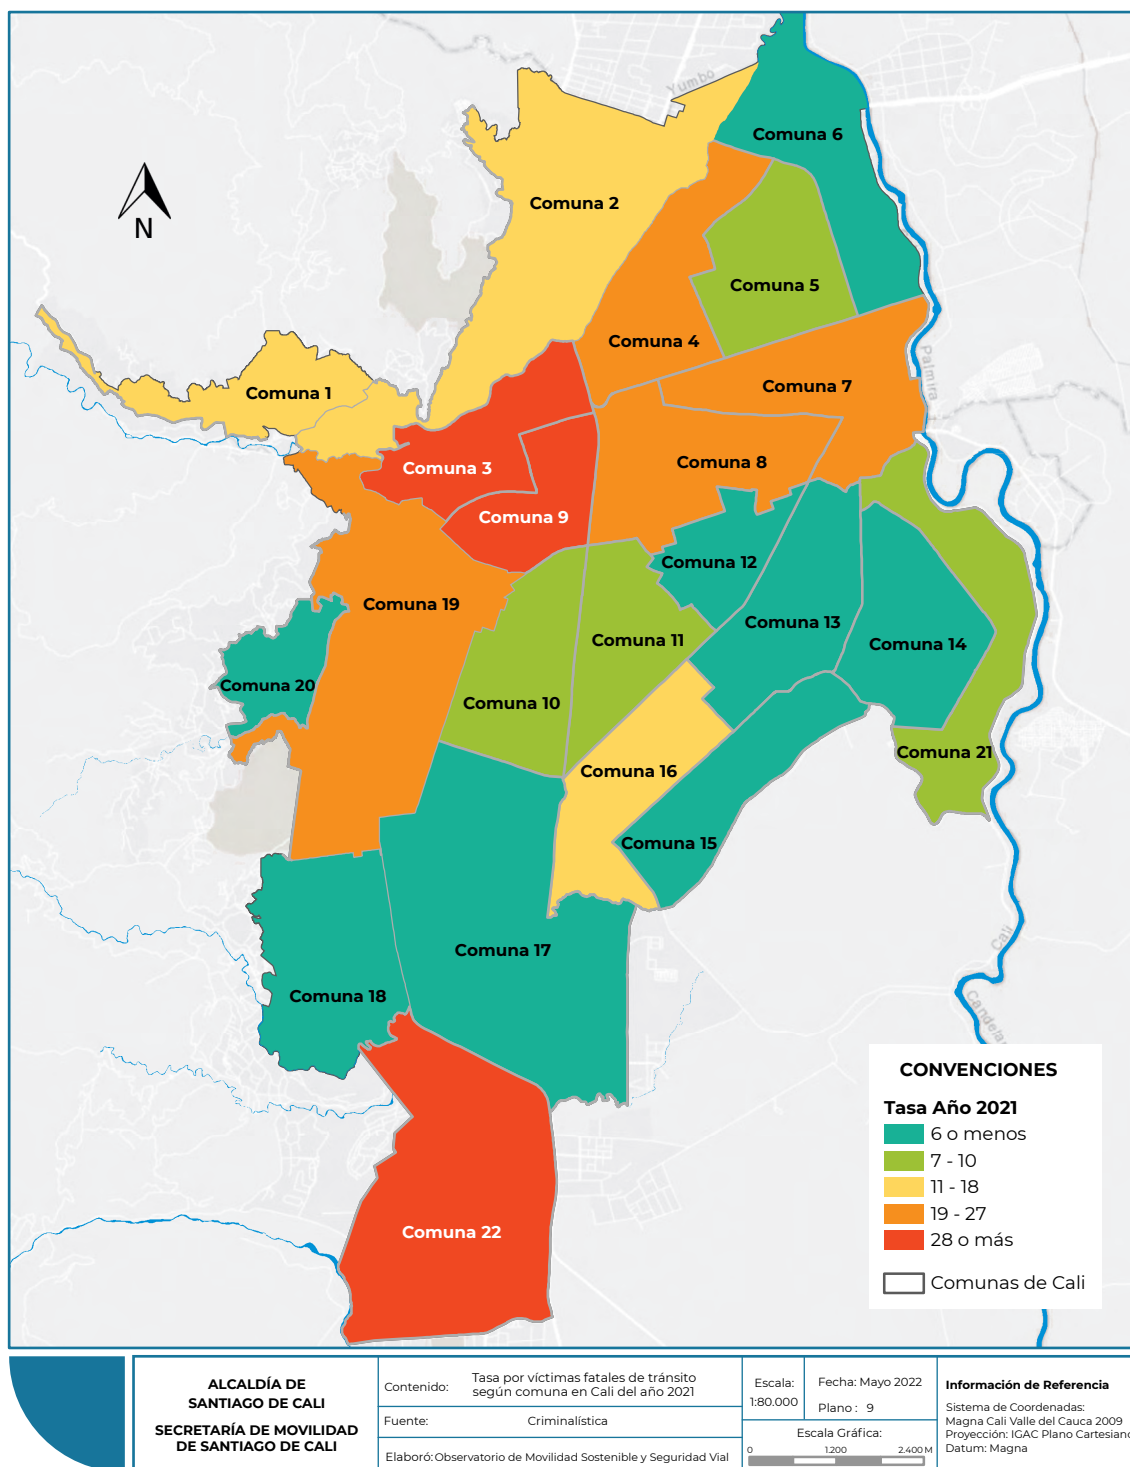 Yumbo
Comuna 6
Comuna 2
N
Comuna 5
Comuna 4
Palmira
Comuna 7
Comuna 1
Comuna 8
Comuna 3
Comuna 9
Comuna 12
Comuna 19
Comuna 13
Comuna 11
Comuna 14
Comuna 20
Comuna 10
Comuna 21
Comuna 16
Comuna 15
Cali
Comuna 17
Comuna 18
Comuna 22
CONVENCIONES
Tasa Año 2021
6 o menos
7 - 10
11 - 18
19 - 27
28 o más
Comunas de Cali
ALCALDÍA DE
SANTIAGO DE CALI
SECRETARÍA DE MOVILIDAD
DE SANTIAGO DE CALI
Contenido: Tasa por víctimas fatales de tránsito
según comuna en Cali del año 2021
Fuente: Criminalística
Elaboró: Observatorio de Movilidad Sostenible y Seguridad Vial
Escala:
1:80.000
Fecha: Mayo 2022
Plano : 9
Escala Gráfica:
0 1.200 2.400 M
Información de Referencia
Sistema de Coordenadas:
Magna Cali Valle del Cauca 2009
Proyección: IGAC Plano Cartesiano
Datum: Magna